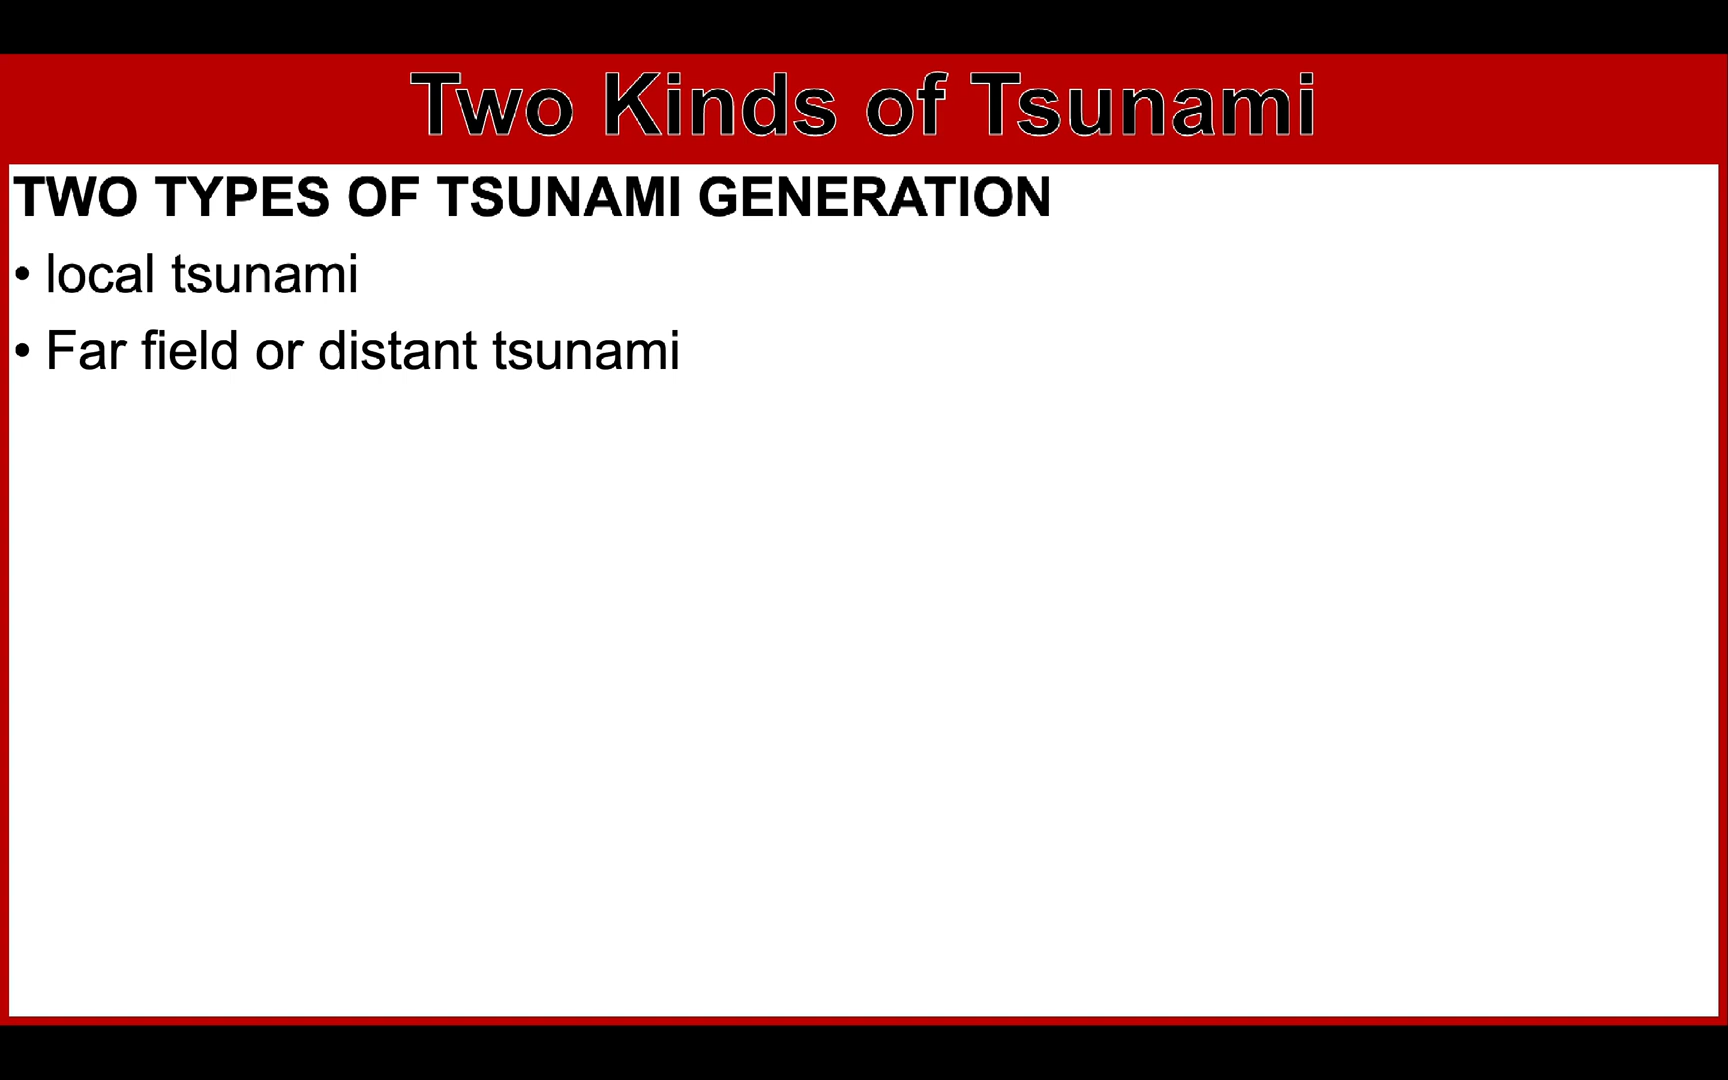 Two Kinds of Tsunami
TWO TYPES OF TSUNAMI GENERATION
• local tsunami
• Far field or distant tsunami